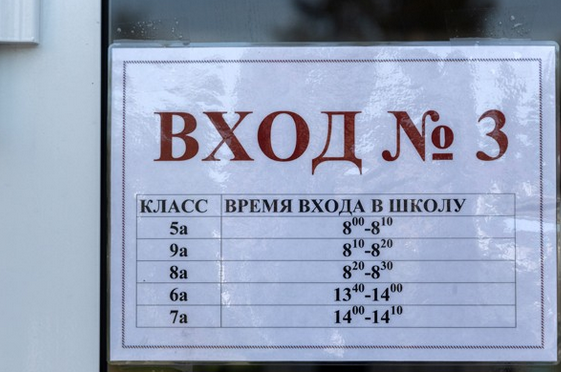 ВХОД № 3
КЛАСС ВРЕМЯ ВХОДА В ШКОЛУ
5а 8⁰⁰-8¹⁰
9а 8¹⁰-8²⁰
8а 8²⁰-8³⁰
6а 13⁴⁰-14⁰⁰
7а 14⁰⁰-14¹⁰